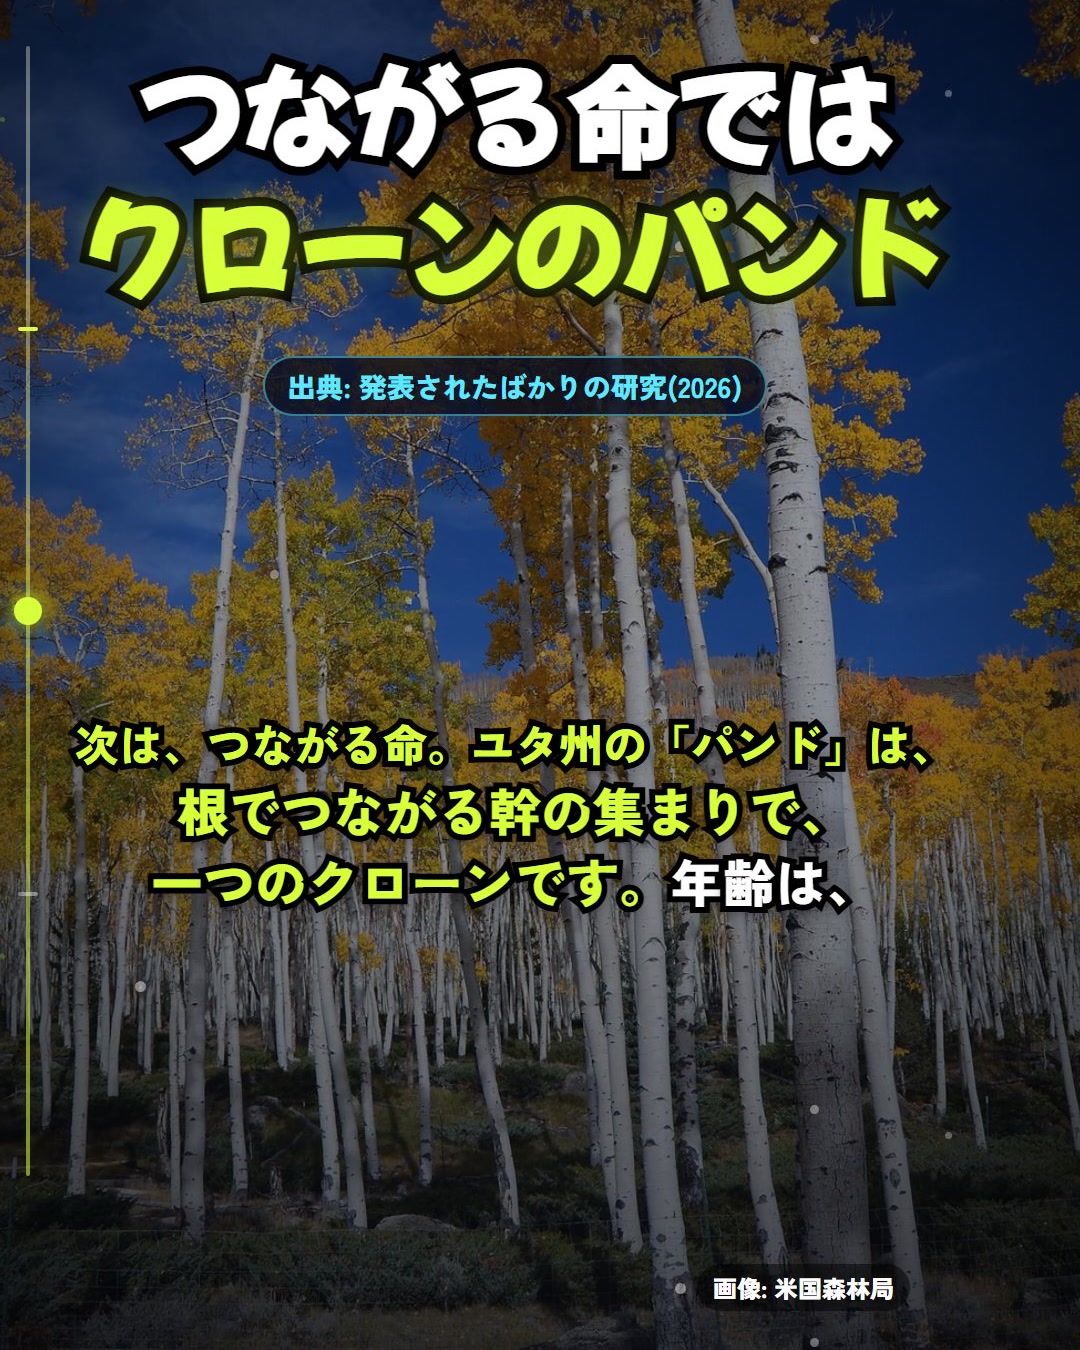 つながる命では
クローンのパンド
出典: 発表されたばかりの研究(2026)
次は、つながる命。ユタ州の「パンド」は、
根でつながる幹の集まりで、
一つのクローンです。年齢は、
画像: 米国森林局